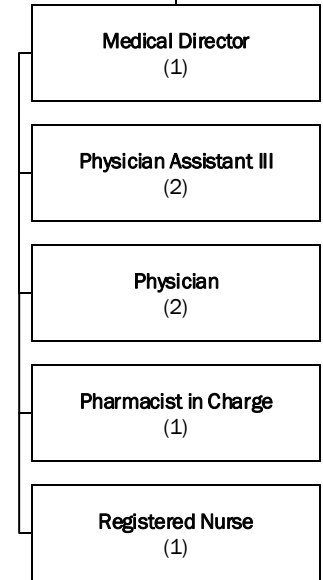 Medical Director
(1)
Physician Assistant III
(2)
Physician
(2)
Pharmacist in Charge
(1)
Registered Nurse
(1)